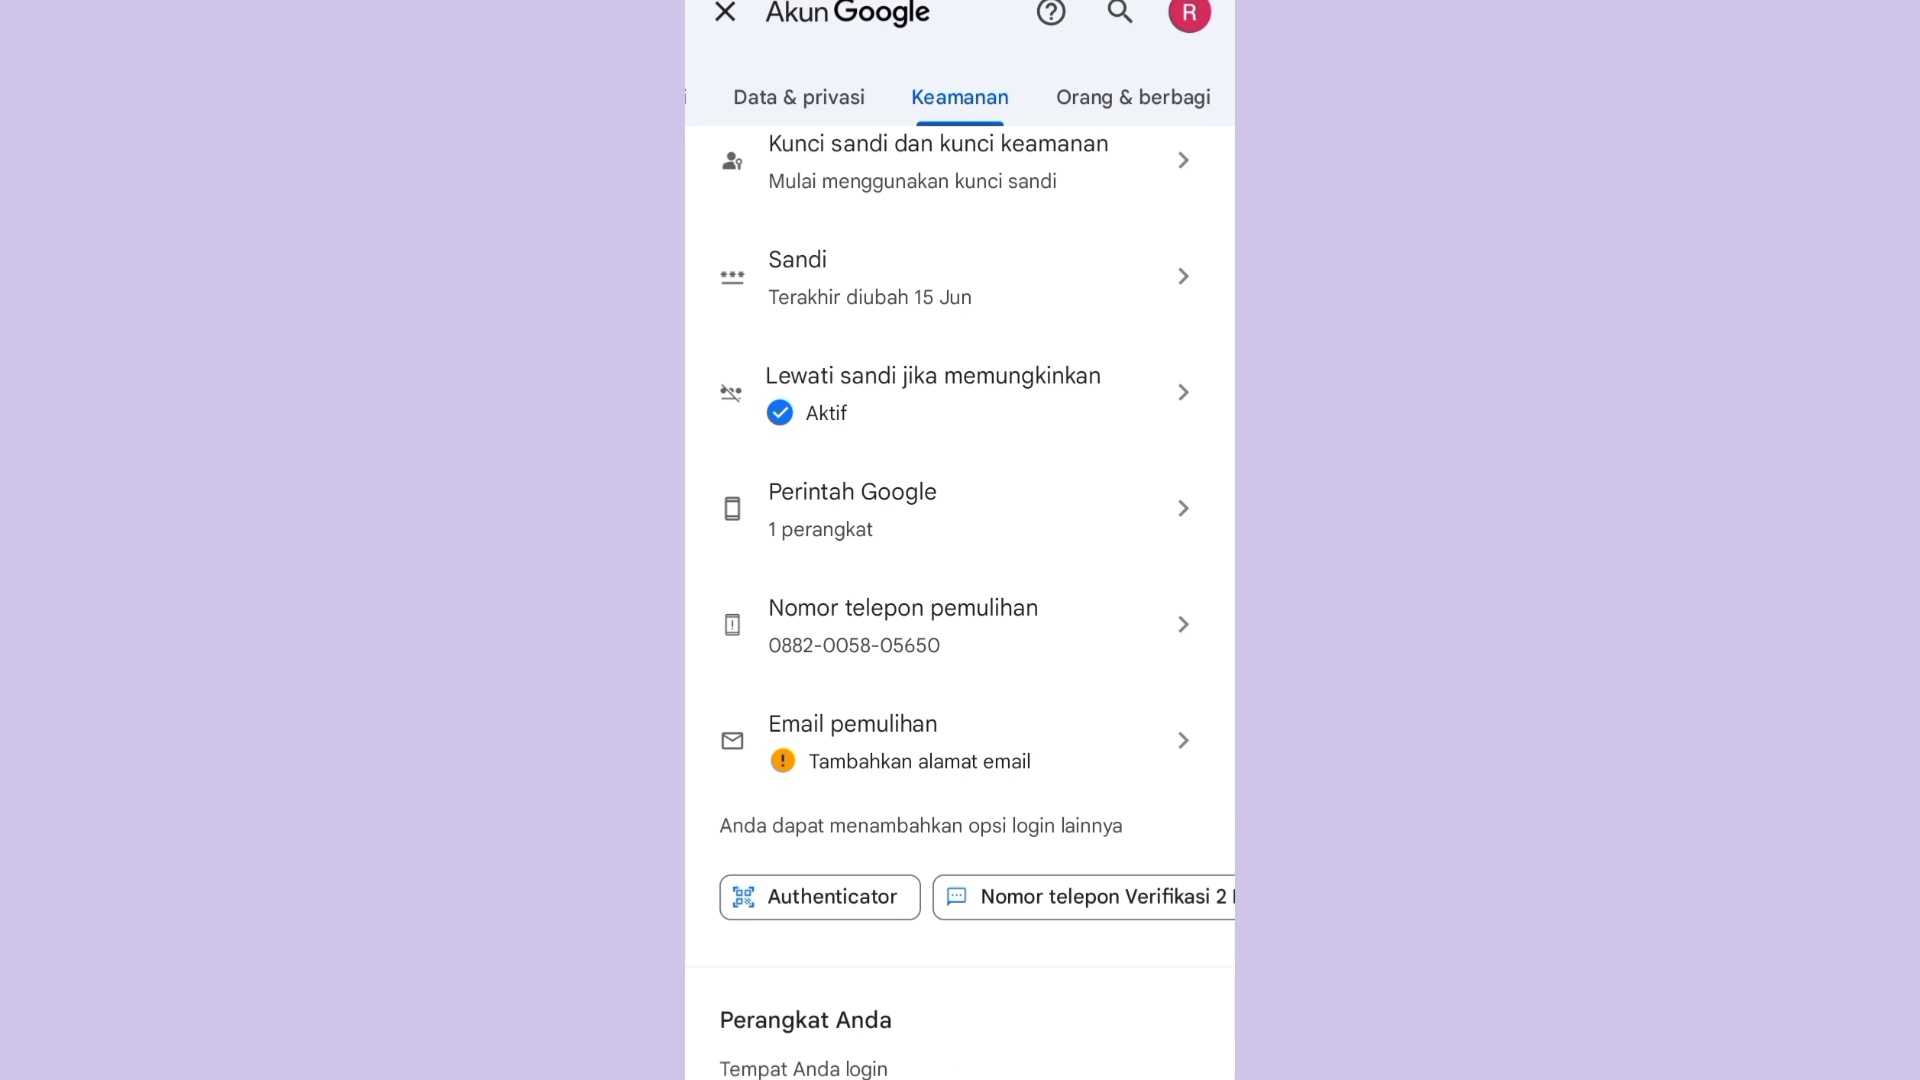 Akun Google
R
Data & privasi
Keamanan
Orang & berbagi
Kunci sandi dan kunci keamanan
Mulai menggunakan kunci sandi
Sandi
Terakhir diubah 15 Jun
Lewati sandi jika memungkinkan
Aktif
Perintah Google
1 perangkat
Nomor telepon pemulihan
0882-0058-05650
Email pemulihan
Tambahkan alamat email
Anda dapat menambahkan opsi login lainnya
Authenticator
Nomor telepon Verifikasi 2
Perangkat Anda
Tempat Anda login